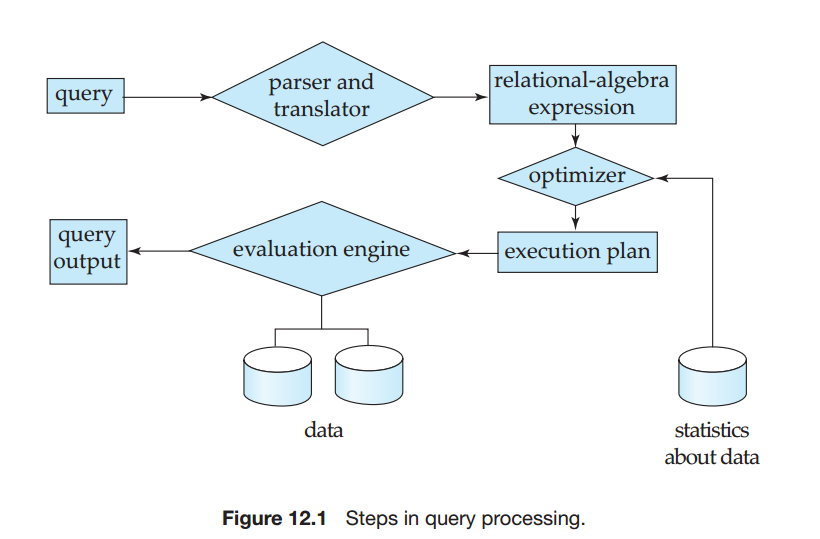 query
parser and
translator
relational-algebra
expression
optimizer
query
output
evaluation engine
execution plan
data
statistics
about data
Figure 12.1 Steps in query processing.